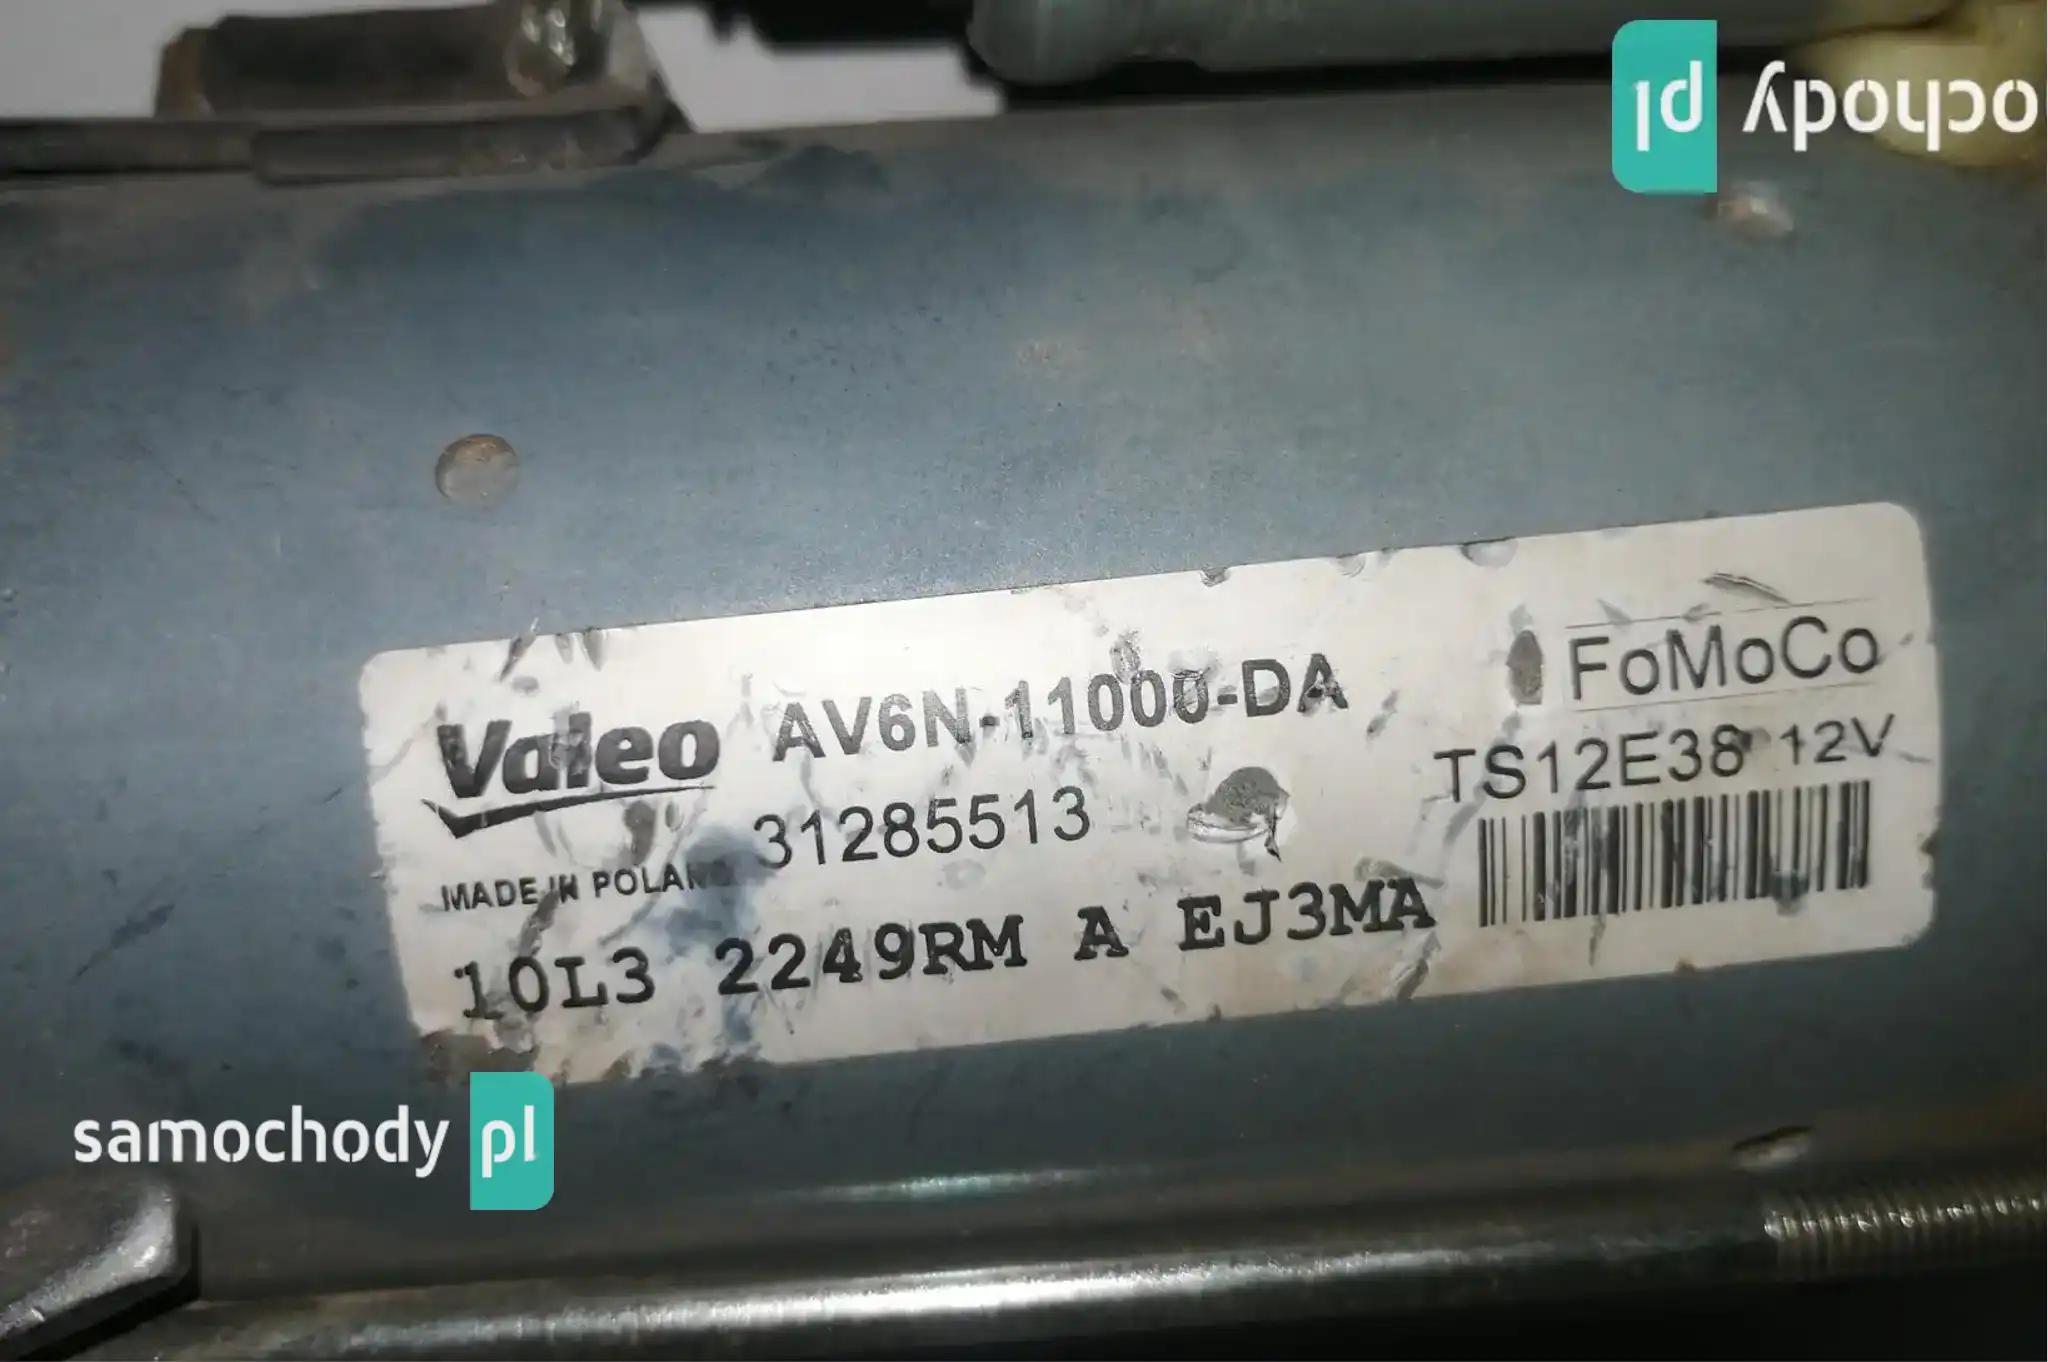 ochody pl
Valeo AV6N-11000-DA FoMoCo
31285513 TS12E38 12V
MADE IN POLAND
10L3 2249RM A EJ3MA
samochody pl